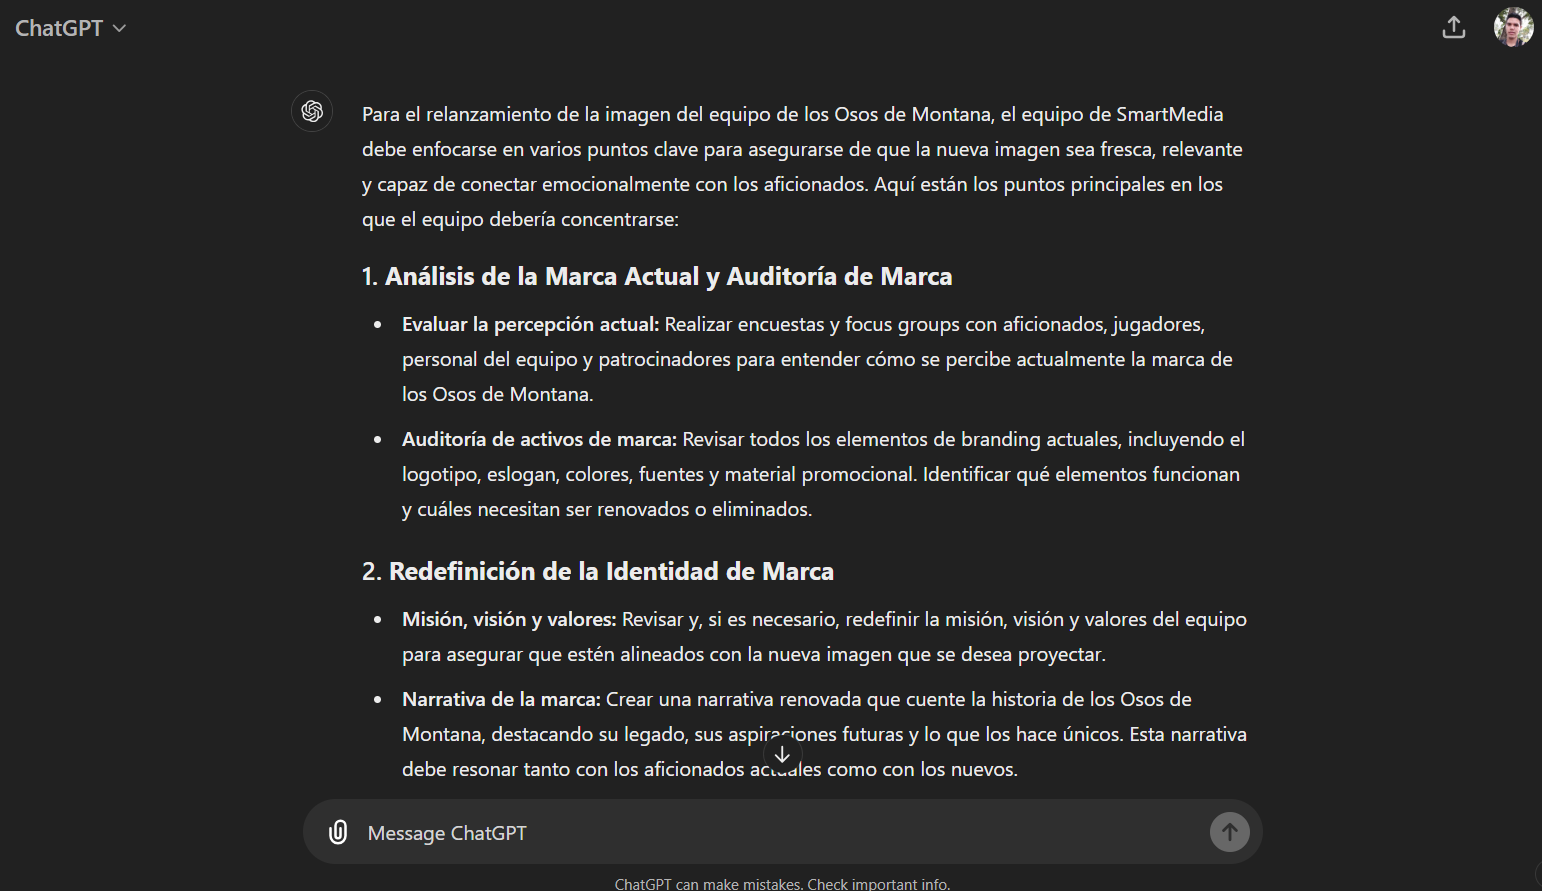 ChatGPT
Para el relanzamiento de la imagen del equipo de los Osos de Montana, el equipo de SmartMedia
debe enfocarse en varios puntos clave para asegurarse de que la nueva imagen sea fresca, relevante
y capaz de conectar emocionalmente con los aficionados. Aquí están los puntos principales en los
que el equipo debería concentrarse:
1. Análisis de la Marca Actual y Auditoría de Marca
• Evaluar la percepción actual: Realizar encuestas y focus groups con aficionados, jugadores,
personal del equipo y patrocinadores para entender cómo se percibe actualmente la marca de
los Osos de Montana.
• Auditoría de activos de marca: Revisar todos los elementos de branding actuales, incluyendo el
logotipo, eslogan, colores, fuentes y material promocional. Identificar qué elementos funcionan
y cuáles necesitan ser renovados o eliminados.
2. Redefinición de la Identidad de Marca
• Misión, visión y valores: Revisar y, si es necesario, redefinir la misión, visión y valores del equipo
para asegurar que estén alineados con la nueva imagen que se desea proyectar.
• Narrativa de la marca: Crear una narrativa renovada que cuente la historia de los Osos de
Montana, destacando su legado, sus aspiraciones futuras y lo que los hace únicos. Esta narrativa
debe resonar tanto con los aficionados actuales como con los nuevos.
Message ChatGPT
ChatGPT can make mistakes. Check important info.